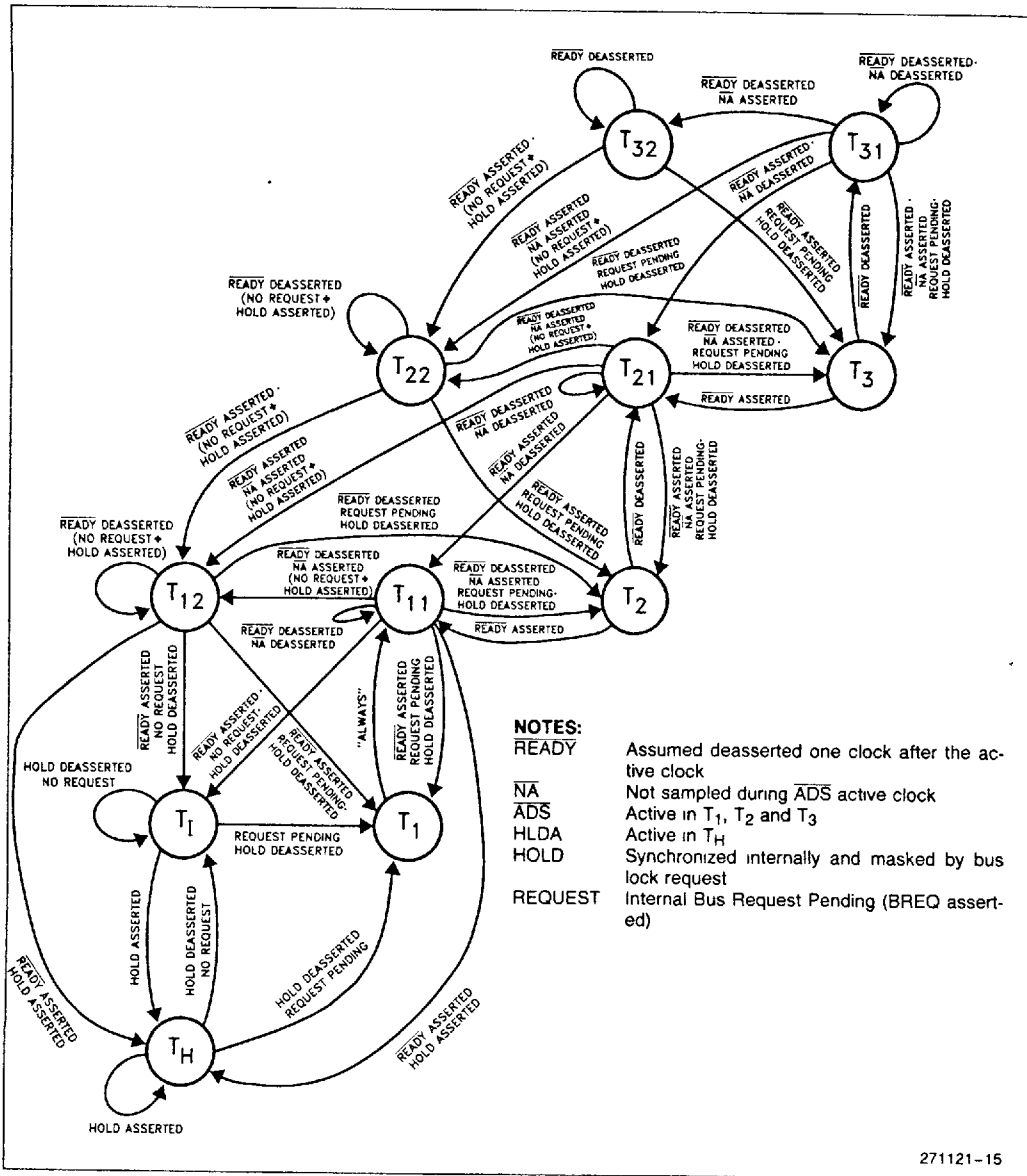 READY DEASSERTED
READY DEASSERTED·
NA DEASSERTED
READY DEASSERTED
NA ASSERTED
T32
T31
READY ASSERTED·
(NO REQUEST+
HOLD ASSERTED)
READY ASSERTED
NA ASSERTED
(NO REQUEST+
HOLD ASSERTED)
READY ASSERTED·
NA DEASSERTED
READY ASSERTED
REQUEST PENDING
HOLD DEASSERTED
READY DEASSERTED
READY ASSERTED·
NA ASSERTED
REQUEST PENDING·
HOLD DEASSERTED
READY DEASSERTED
REQUEST PENDING
HOLD DEASSERTED
READY DEASSERTED
(NO REQUEST+
HOLD ASSERTED)
READY DEASSERTED
NA ASSERTED
(NO REQUEST+
HOLD ASSERTED)
READY DEASSERTED
NA ASSERTED·
REQUEST PENDING
HOLD DEASSERTED
T22
T21
T3
READY ASSERTED
READY ASSERTED·
(NO REQUEST+
HOLD ASSERTED)
READY ASSERTED
NA ASSERTED
(NO REQUEST+
HOLD ASSERTED)
READY DEASSERTED
NA DEASSERTED
READY ASSERTED
NA DEASSERTED
READY ASSERTED
REQUEST PENDING
HOLD DEASSERTED
READY DEASSERTED
READY ASSERTED
NA ASSERTED
REQUEST PENDING·
HOLD DEASSERTED
READY DEASSERTED
REQUEST PENDING
HOLD DEASSERTED
READY DEASSERTED
(NO REQUEST+
HOLD ASSERTED)
READY DEASSERTED
NA ASSERTED
(NO REQUEST+
HOLD ASSERTED)
READY DEASSERTED
NA ASSERTED
REQUEST PENDING·
HOLD DEASSERTED
T12
T11
T2
READY DEASSERTED
NA DEASSERTED
READY ASSERTED
READY ASSERTED
NO REQUEST
HOLD DEASSERTED
READY ASSERTED·
NO REQUEST·
HOLD DEASSERTED
READY ASSERTED
REQUEST PENDING·
HOLD DEASSERTED
"ALWAYS"
READY ASSERTED
REQUEST PENDING
HOLD DEASSERTED
HOLD DEASSERTED
NO REQUEST
TI
REQUEST PENDING
HOLD DEASSERTED
T1
HOLD ASSERTED
HOLD DEASSERTED
NO REQUEST
HOLD DEASSERTED
REQUEST PENDING
READY ASSERTED
HOLD ASSERTED
READY ASSERTED
HOLD ASSERTED
TH
HOLD ASSERTED
NOTES:
READY Assumed deasserted one clock after the ac-
tive clock
NA Not sampled during ADS active clock
ADS Active in T1, T2 and T3
HLDA Active in TH
HOLD Synchronized internally and masked by bus
lock request
REQUEST Internal Bus Request Pending (BREQ assert-
ed)
271121-15